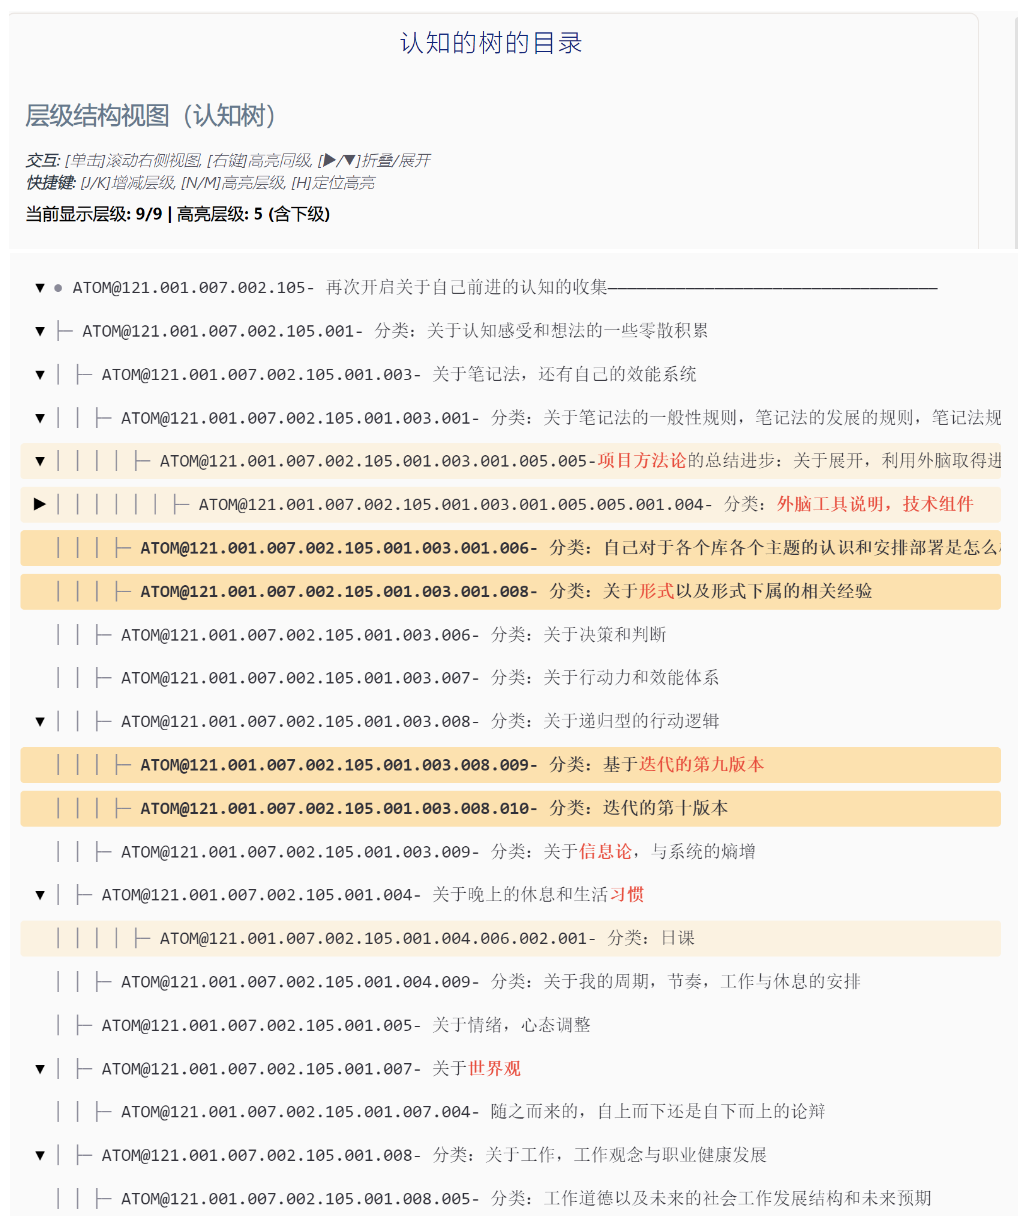 认知的树的目录
层级结构视图（认知树）
交互: [单击]滚动右侧视图, [右键]高亮同级, [▶/▼]折叠/展开
快捷键: [J/K]增减层级, [N/M]高亮层级, [H]定位高亮
当前显示层级: 9/9 | 高亮层级: 5 (含下级)
▼ ● ATOM@121.001.007.002.105- 再次开启关于自己前进的认知的收集—————————————————
▼ ├─ ATOM@121.001.007.002.105.001- 分类：关于认知感受和想法的一些零散积累
▼ │ ├─ ATOM@121.001.007.002.105.001.003- 关于笔记法，还有自己的效能系统
▼ │ │ ├─ ATOM@121.001.007.002.105.001.003.001- 分类：关于笔记法的一般性规则，笔记法的发展的规则，笔记法规
▼ │ │ │ │ ├─ ATOM@121.001.007.002.105.001.003.001.005.005-项目方法论的总结进步：关于展开，利用外脑取得进
▶ │ │ │ │ │ │ ├─ ATOM@121.001.007.002.105.001.003.001.005.005.001.004- 分类：外脑工具说明，技术组件
│ │ │ ├─ ATOM@121.001.007.002.105.001.003.001.006- 分类：自己对于各个库各个主题的认识和安排部署是怎么
│ │ │ ├─ ATOM@121.001.007.002.105.001.003.001.008- 分类：关于形式以及形式下属的相关经验
│ │ ├─ ATOM@121.001.007.002.105.001.003.006- 分类：关于决策和判断
│ │ ├─ ATOM@121.001.007.002.105.001.003.007- 分类：关于行动力和效能体系
▼ │ │ ├─ ATOM@121.001.007.002.105.001.003.008- 分类：关于递归型的行动逻辑
│ │ │ ├─ ATOM@121.001.007.002.105.001.003.008.009- 分类：基于迭代的第九版本
│ │ │ ├─ ATOM@121.001.007.002.105.001.003.008.010- 分类：迭代的第十版本
│ │ ├─ ATOM@121.001.007.002.105.001.003.009- 分类：关于信息论，与系统的熵增
▼ │ ├─ ATOM@121.001.007.002.105.001.004- 关于晚上的休息和生活习惯
│ │ │ │ ├─ ATOM@121.001.007.002.105.001.004.006.002.001- 分类：日课
│ │ ├─ ATOM@121.001.007.002.105.001.004.009- 分类：关于我的周期，节奏，工作与休息的安排
│ ├─ ATOM@121.001.007.002.105.001.005- 关于情绪，心态调整
▼ │ ├─ ATOM@121.001.007.002.105.001.007- 关于世界观
│ │ ├─ ATOM@121.001.007.002.105.001.007.004- 随之而来的，自上而下还是自下而上的论辩
▼ │ ├─ ATOM@121.001.007.002.105.001.008- 分类：关于工作，工作观念与职业健康发展
│ │ ├─ ATOM@121.001.007.002.105.001.008.005- 分类：工作道德以及未来的社会工作发展结构和未来预期